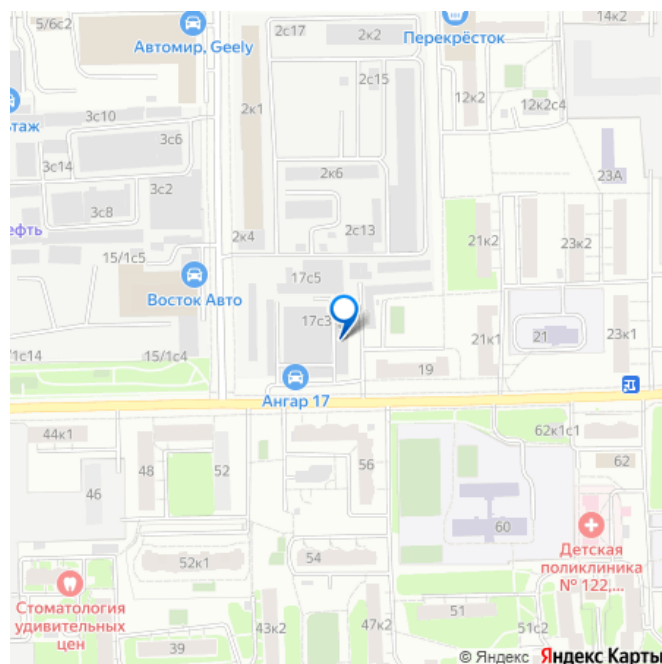 5/6с2
Автомир, Geely
2с17
2к2
Перекрёсток
14к2
таж
3с10
2к1
2с15
12к2
12к2с4
3с6
3с14
3с2
2к6
23А
3с8
ефть
2к4
2с13
21к2
23к2
15/1с5
17с5
Восток Авто
17с3
21к1
21
23к1
/1с14
15/1с4
19
Ангар 17
44к1
62к1с1
48
52
56
62
46
60
Детская
поликлиника
№ 122,...
52к1
54
Стоматология
удивительных
цен
43к2
47к2
51
51с2
39
© Яндекс Яндекс Карты